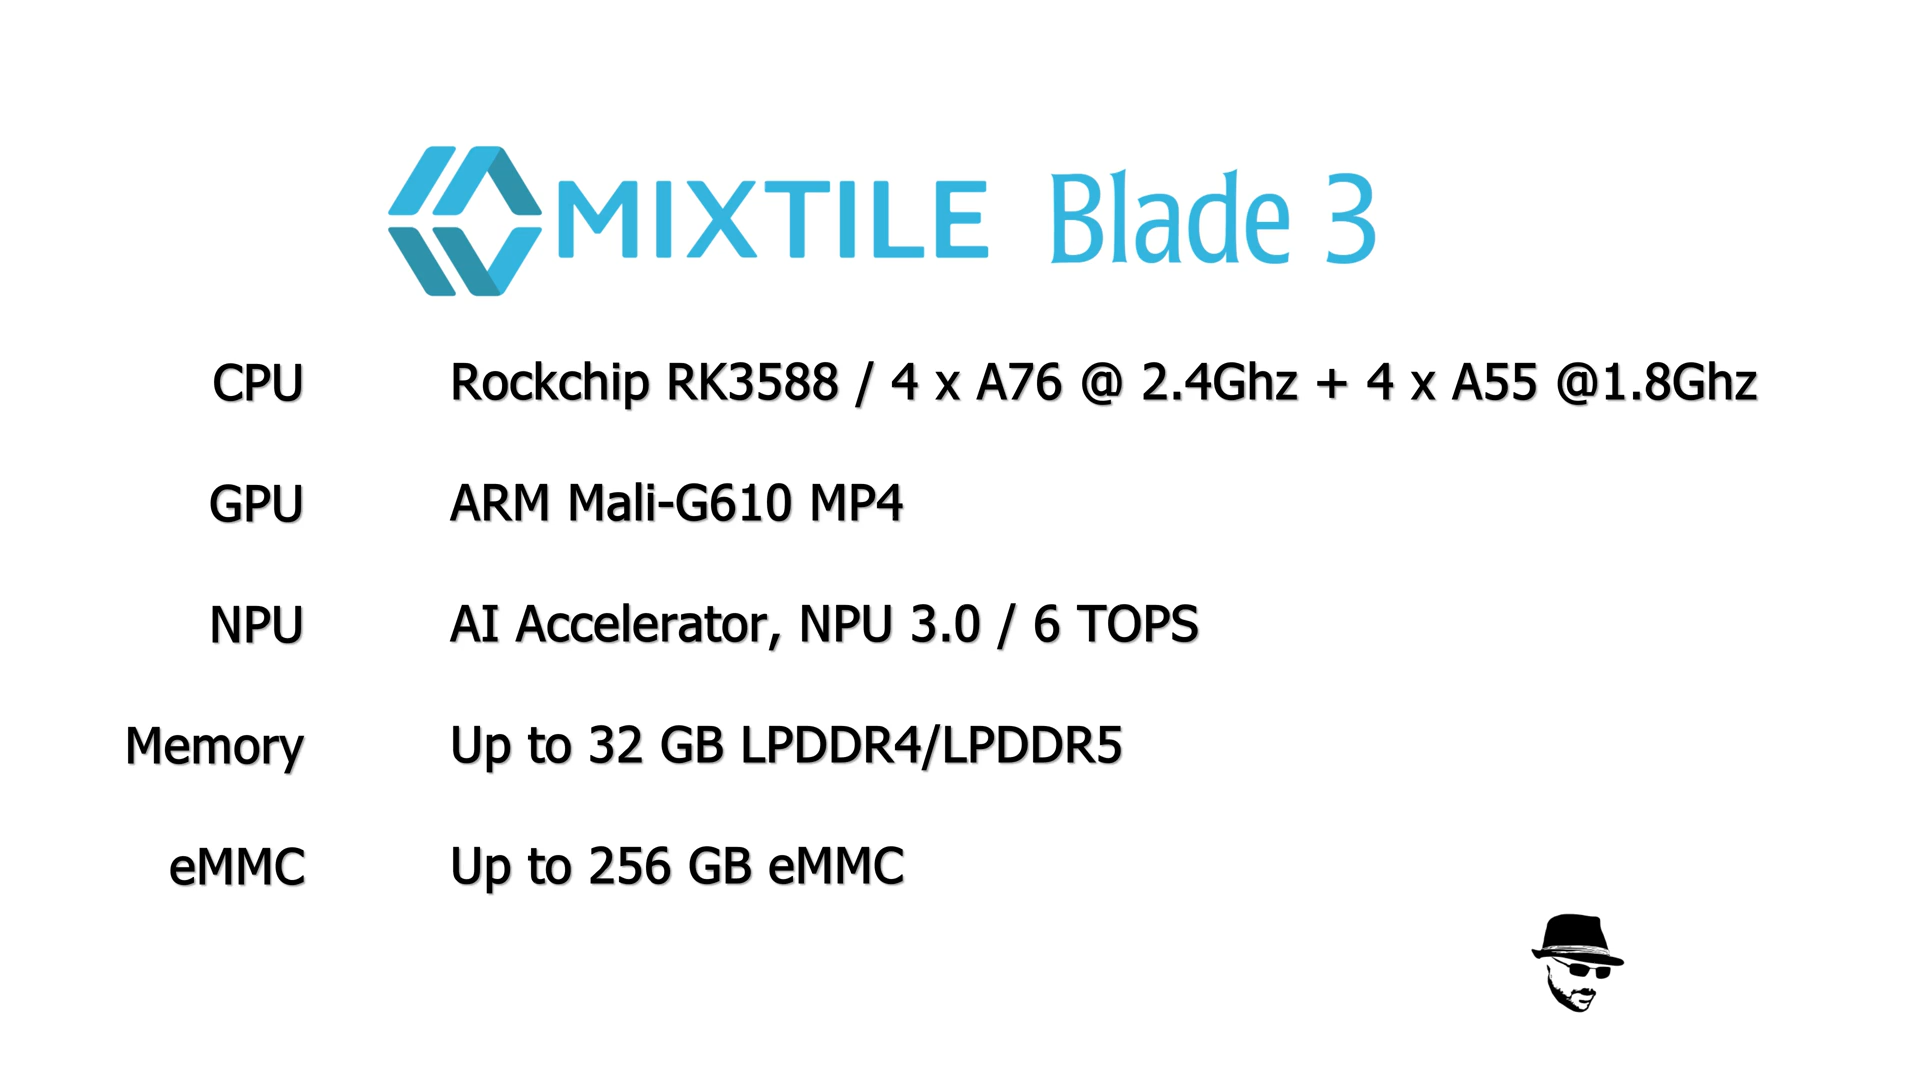 MIXTILE Blade 3
CPU Rockchip RK3588 / 4 x A76 @ 2.4Ghz + 4 x A55 @1.8Ghz
GPU ARM Mali-G610 MP4
NPU AI Accelerator, NPU 3.0 / 6 TOPS
Memory Up to 32 GB LPDDR4/LPDDR5
eMMC Up to 256 GB eMMC